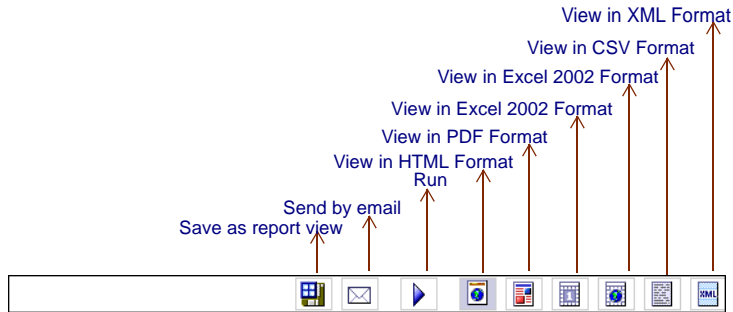 View in XML Format
View in CSV Format
View in Excel 2002 Format
View in Excel 2002 Format
View in PDF Format
View in HTML Format
Run
Send by email
Save as report view
1
XML